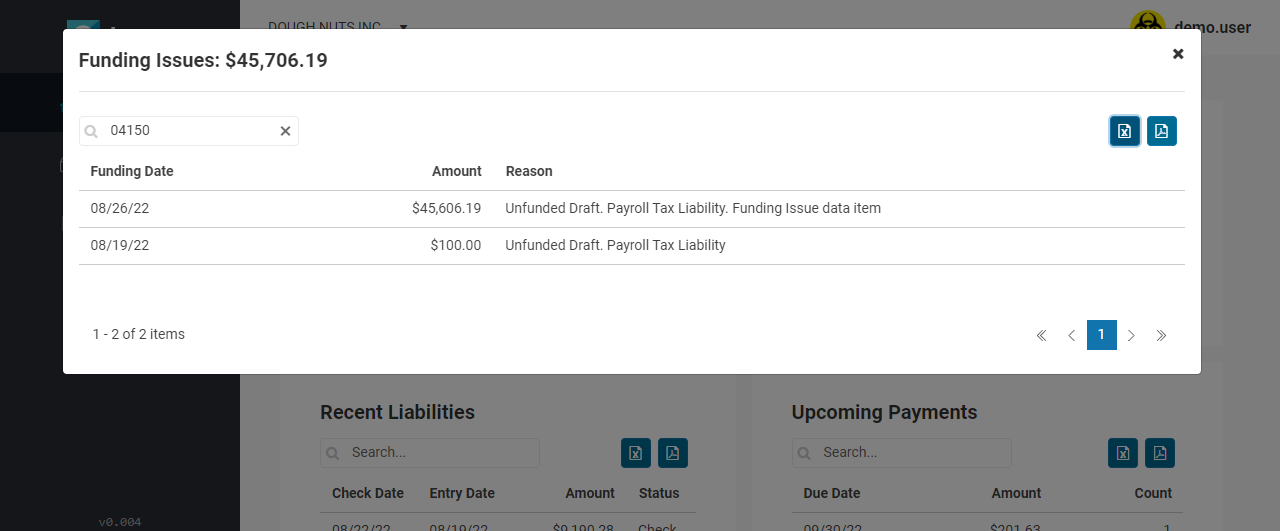 DOUGH NUTS INC
demo.user
Funding Issues: $45,706.19
04150
Funding Date Amount Reason
08/26/22 $45,606.19 Unfunded Draft. Payroll Tax Liability. Funding Issue data item
08/19/22 $100.00 Unfunded Draft. Payroll Tax Liability
1 - 2 of 2 items
1
Recent Liabilities Upcoming Payments
Search... Search...
Check Date Entry Date Amount Status Due Date Amount Count
08/22/22 08/19/22 $9,190.28 Check 09/30/22 $201.63 1
v0.004